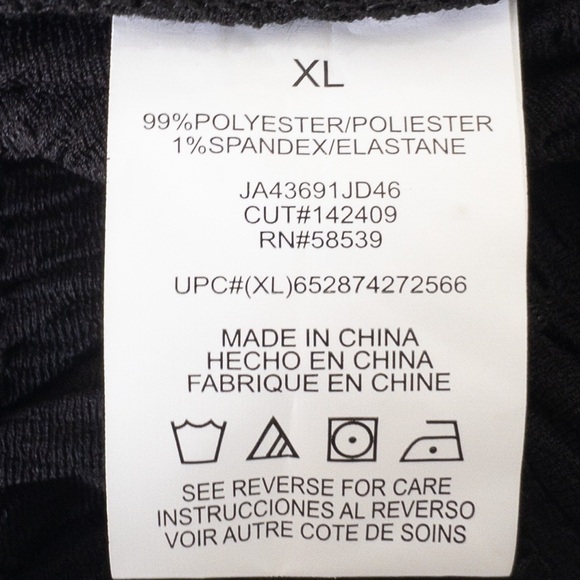 XL
99%POLYESTER/POLIESTER
1%SPANDEX/ELASTANE
JA43691JD46
CUT#142409
RN#58539
UPC#(XL)652874272566
MADE IN CHINA
HECHO EN CHINA
FABRIQUE EN CHINE
SEE REVERSE FOR CARE
INSTRUCCIONES AL REVERSO
VOIR AUTRE COTE DE SOINS